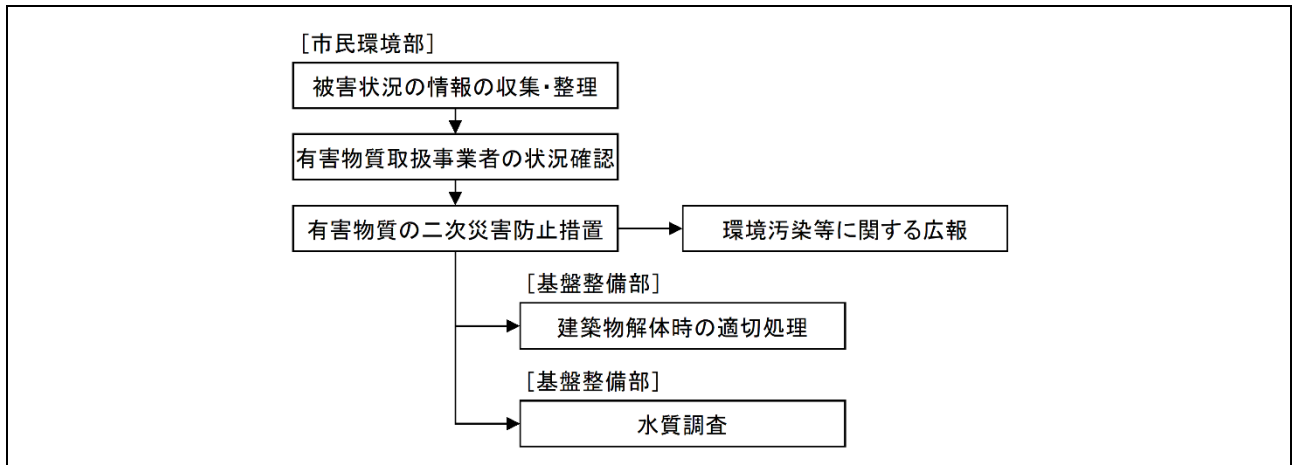 ［市民環境部］
被害状況の情報の収集・整理
有害物質取扱事業者の状況確認
有害物質の二次災害防止措置
環境汚染等に関する広報
［基盤整備部］
建築物解体時の適切処理
［基盤整備部］
水質調査